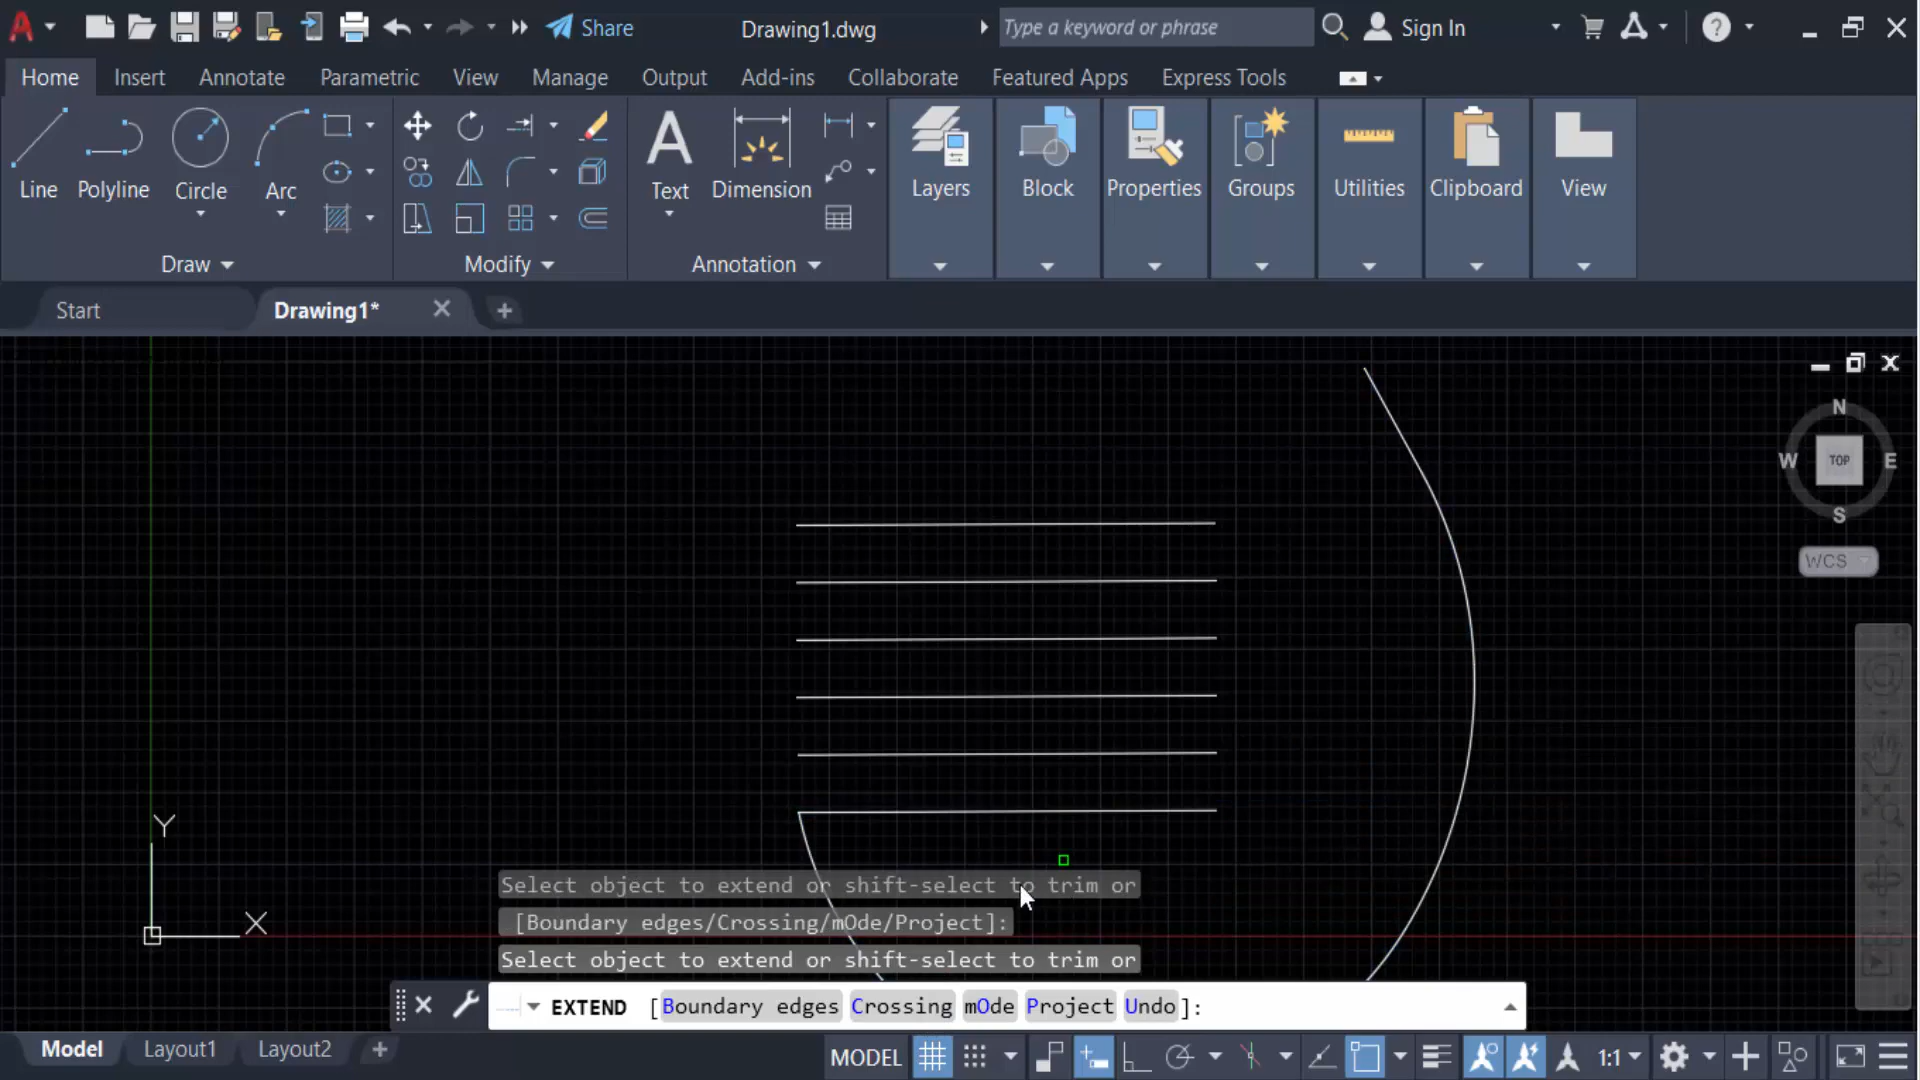 Share
Drawing1.dwg
Type a keyword or phrase
Sign In
Home
Insert
Annotate
Parametric
View
Manage
Output
Add-ins
Collaborate
Featured Apps
Express Tools
Line
Polyline
Circle
Arc
Text
Dimension
Layers
Block
Properties
Groups
Utilities
Clipboard
View
Draw
Modify
Annotation
Start
Drawing1*
N
W
TOP
E
S
WCS
Y
X
Select object to extend or shift-select to trim or
[Boundary edges/Crossing/mOde/Project]:
Select object to extend or shift-select to trim or
EXTEND [Boundary edges Crossing mOde Project Undo]:
Model
Layout1
Layout2
MODEL
1:1